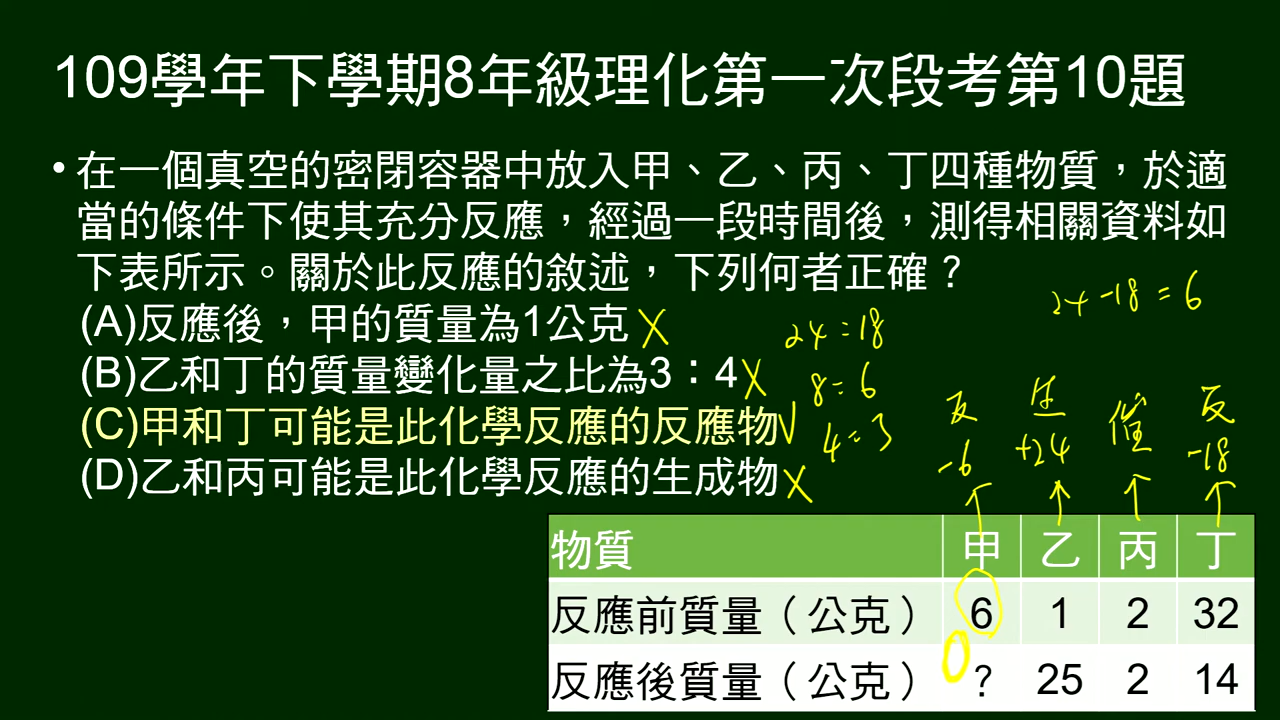 109學年下學期8年級理化第一次段考第10題
•在一個真空的密閉容器中放入甲、乙、丙、丁四種物質，於適
當的條件下使其充分反應，經過一段時間後，測得相關資料如
下表所示。關於此反應的敘述，下列何者正確？
24-18=6
(A)反應後，甲的質量為1公克 X
24=18
(B)乙和丁的質量變化量之比為3：4 X
8=6
反 生 催 反
(C)甲和丁可能是此化學反應的反應物 V
4=3
-6 +24 -18
(D)乙和丙可能是此化學反應的生成物 X
↑ ↑ ↑ ↑
物質 甲 乙 丙 丁
反應前質量（公克） 6 1 2 32
0
反應後質量（公克） ? 25 2 14